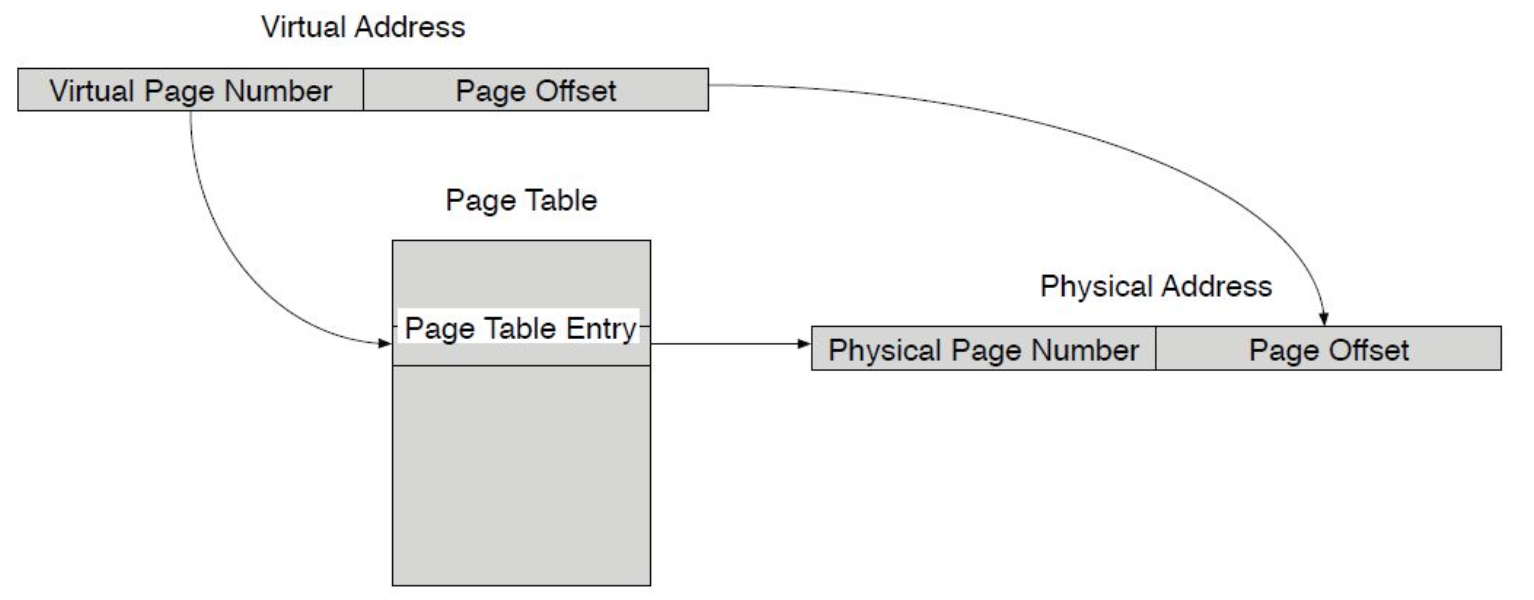 Virtual Address
Virtual Page Number
Page Offset
Page Table
Page Table Entry
Physical Address
Physical Page Number
Page Offset